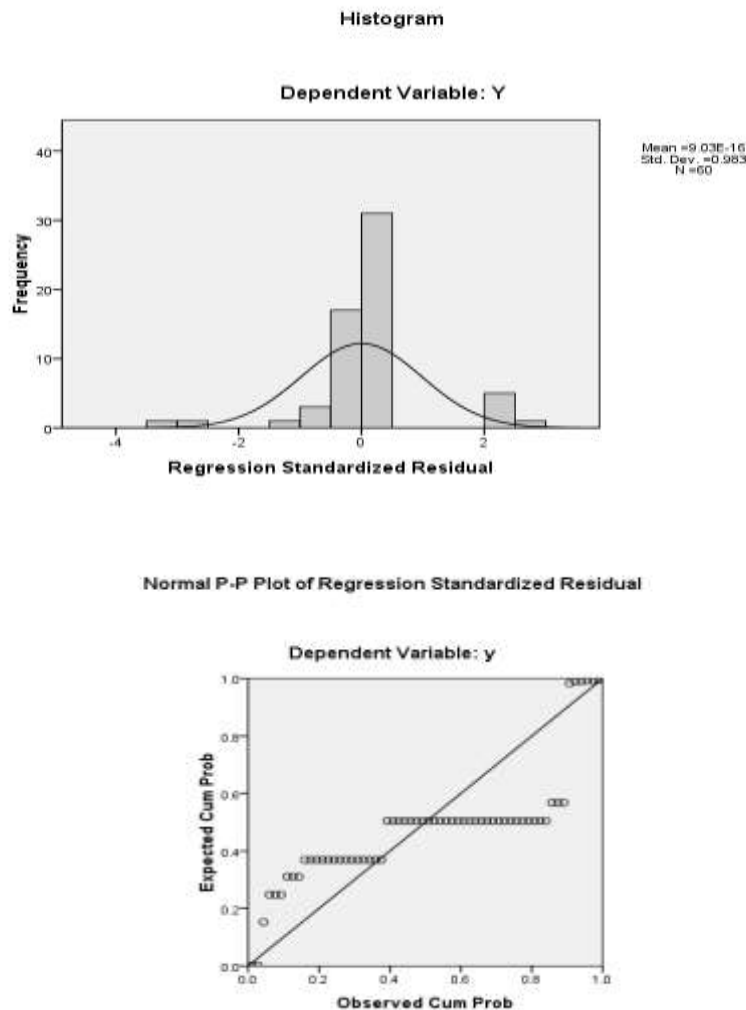 Histogram
Dependent Variable: Y
Mean =9.03E-16
Std. Dev. =0.983
N =60
40
30
20
10
0
Frequency
-4 -2 0 2 4
Regression Standardized Residual
Normal P-P Plot of Regression Standardized Residual
Dependent Variable: y
1.0
0.8
0.6
0.4
0.2
0.0
Expected Cum Prob
0.0 0.2 0.4 0.6 0.8 1.0
Observed Cum Prob